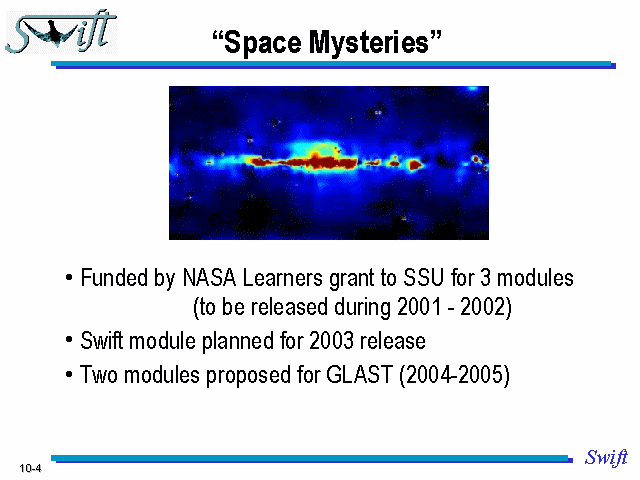 Swift
“Space Mysteries”
• Funded by NASA Learners grant to SSU for 3 modules
(to be released during 2001 - 2002)
• Swift module planned for 2003 release
• Two modules proposed for GLAST (2004-2005)
10-4
Swift